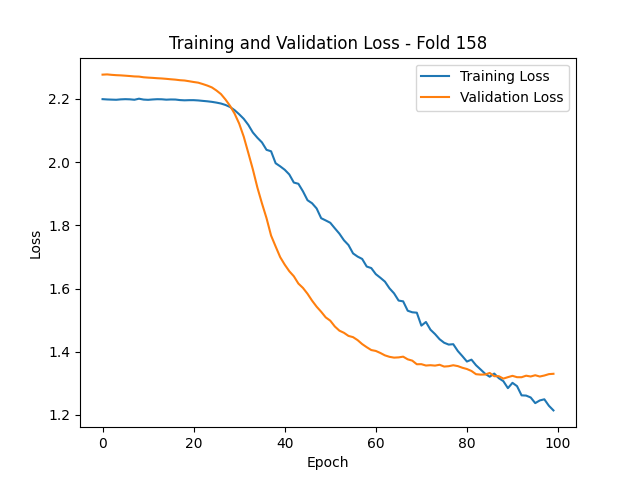 Training and Validation Loss - Fold 158
Training Loss
Validation Loss
Loss
2.2
2.0
1.8
1.6
1.4
1.2
0 20 40 60 80 100
Epoch